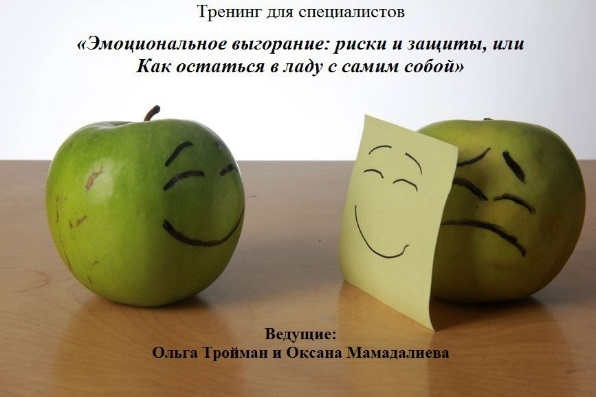 Тренинг для специалистов
«Эмоциональное выгорание: риски и защиты, или
Как остаться в ладу с самим собой»
Ведущие:
Ольга Тройман и Оксана Мамадалиева